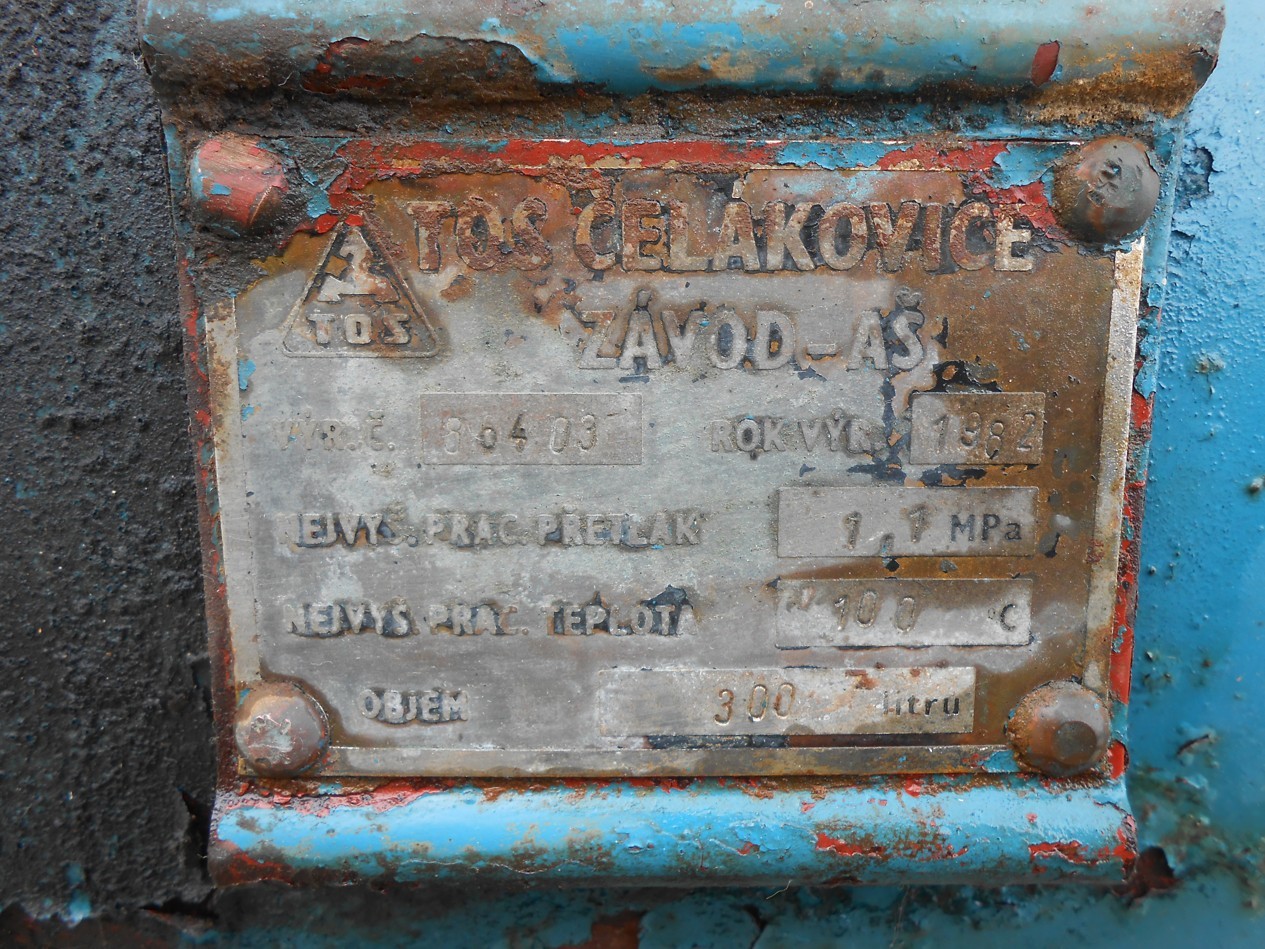 TOS ČELÁKOVICE
TOS
ZÁVOD - AŠ
VÝR.Č. 86403 ROK VÝR. 1982
NEJVYŠ. PRAC. PŘETLAK 1,1 MPa
NEJVYŠ. PRAC. TEPLOTA 100 °C
OBJEM 300 litrů